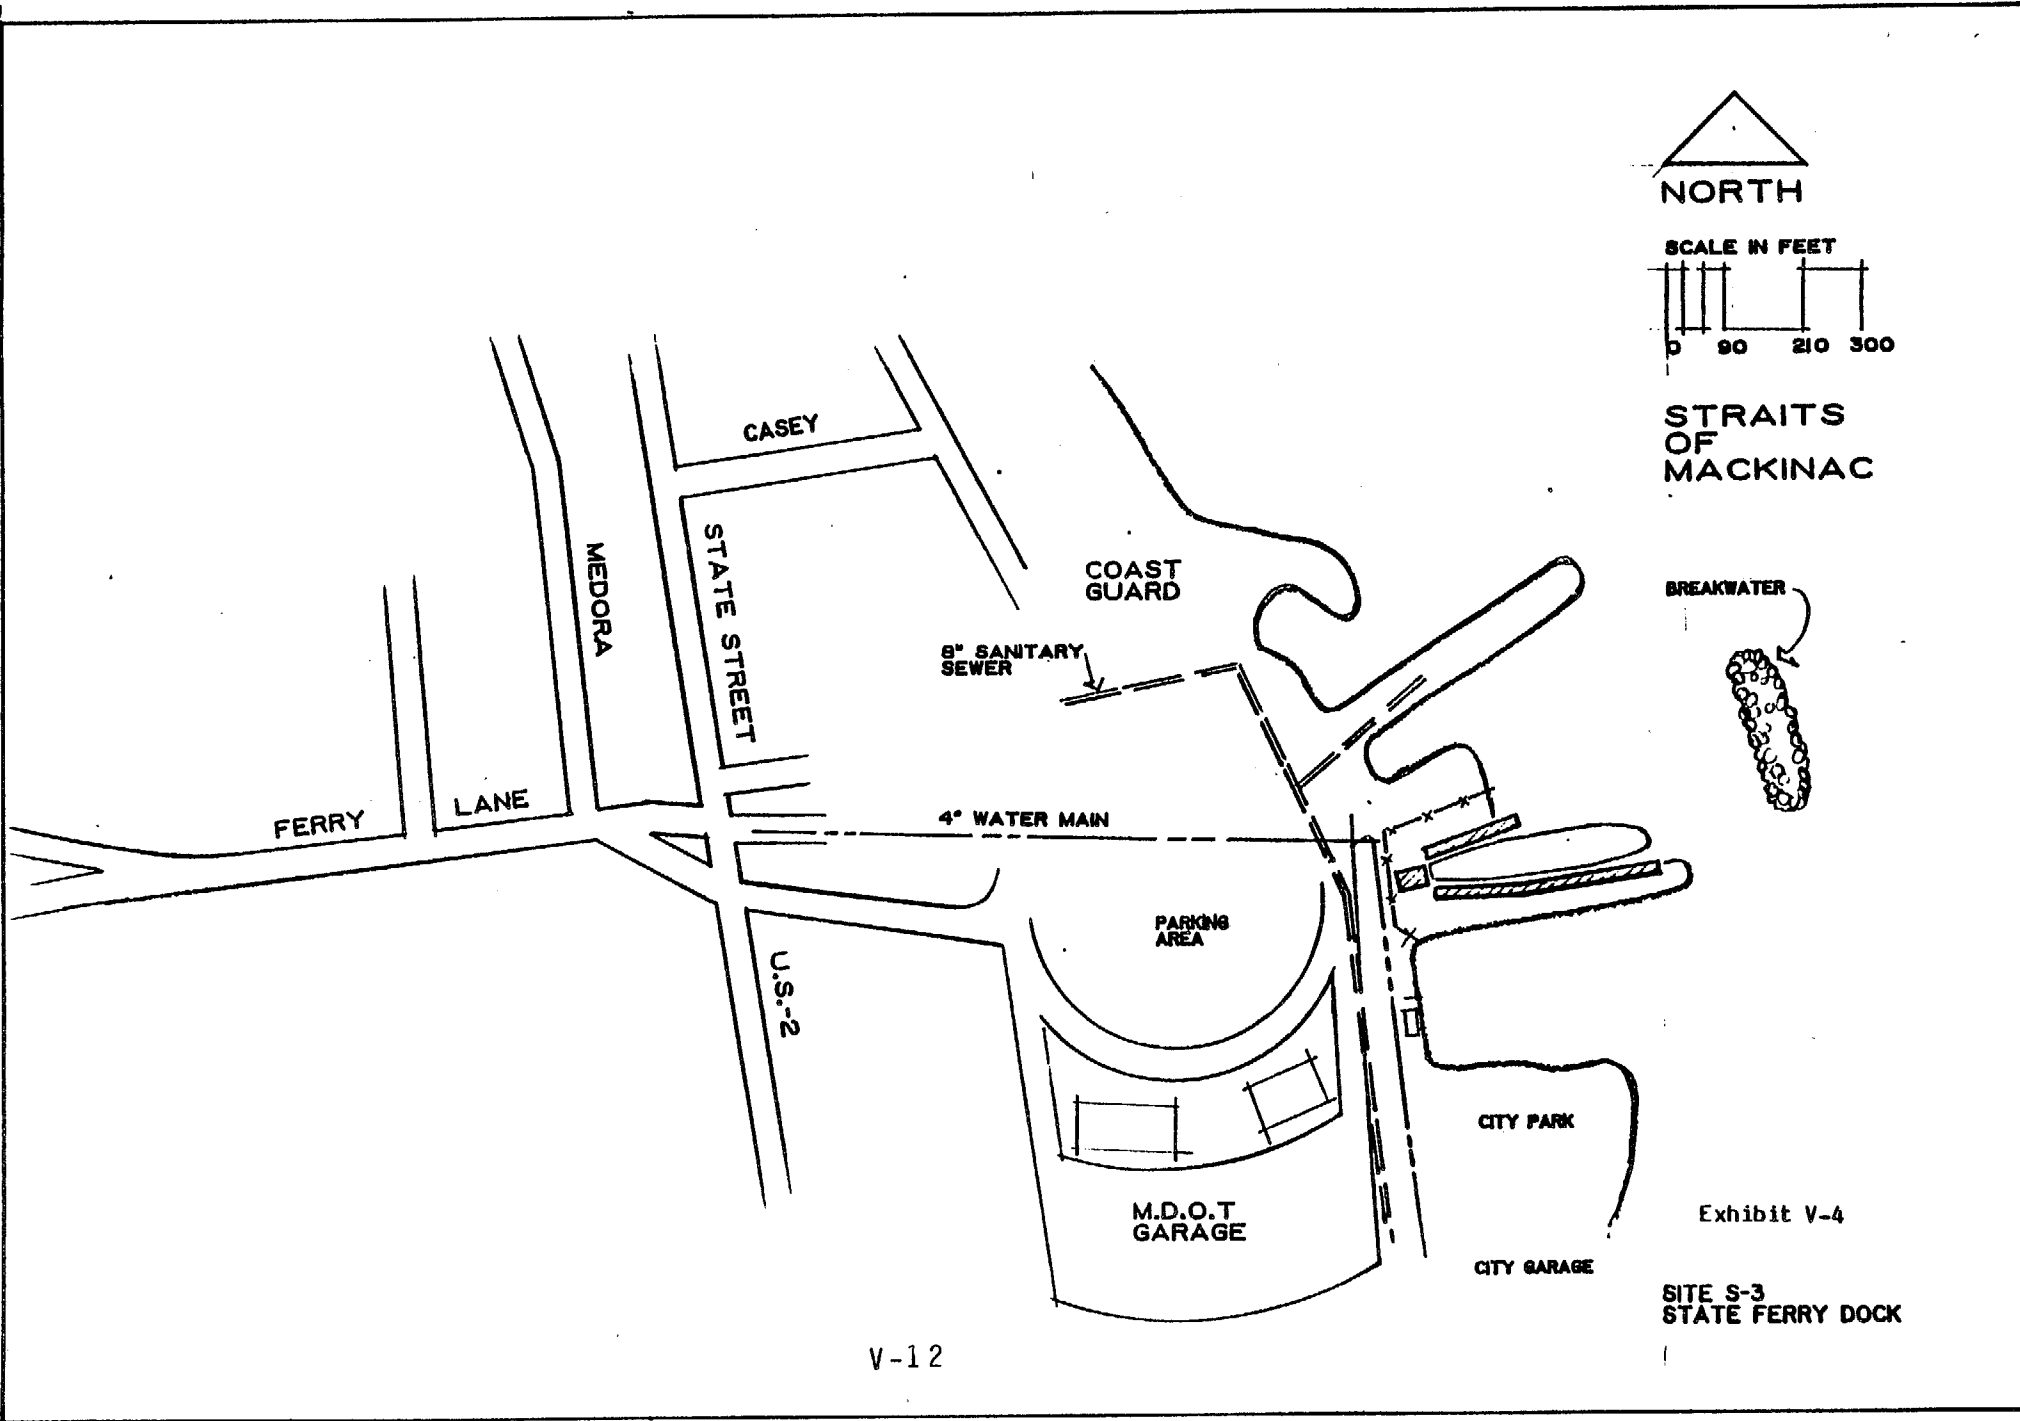 NORTH
SCALE IN FEET
0 90 210 300
STRAITS
OF
MACKINAC
BREAKWATER
CASEY
MEDORA
STATE STREET
COAST
GUARD
8" SANITARY
SEWER
FERRY LANE
4" WATER MAIN
PARKING
AREA
U.S.-2
CITY PARK
M.D.O.T
GARAGE
Exhibit V-4
CITY GARAGE
SITE S-3
STATE FERRY DOCK
V-12